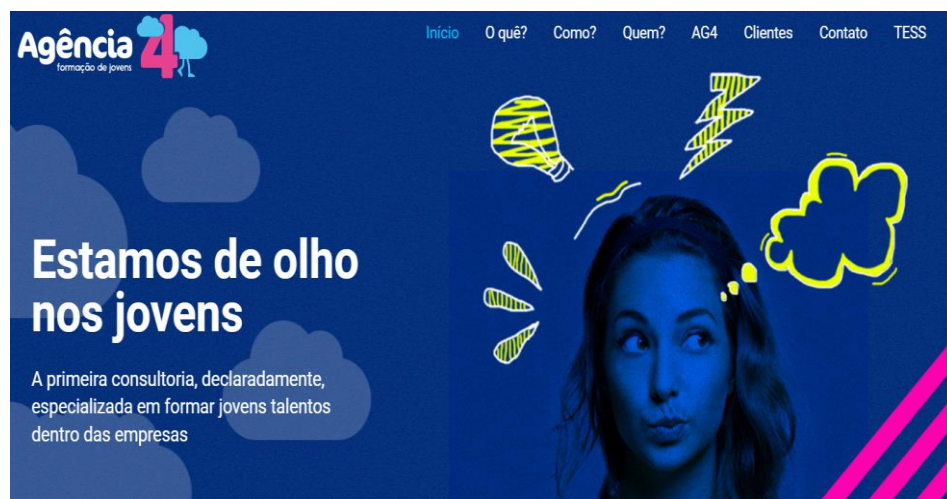 Agência 4
formação de jovens
Início O quê? Como? Quem? AG4 Clientes Contato TESS
Estamos de olho
nos jovens
A primeira consultoria, declaradamente,
especializada em formar jovens talentos
dentro das empresas